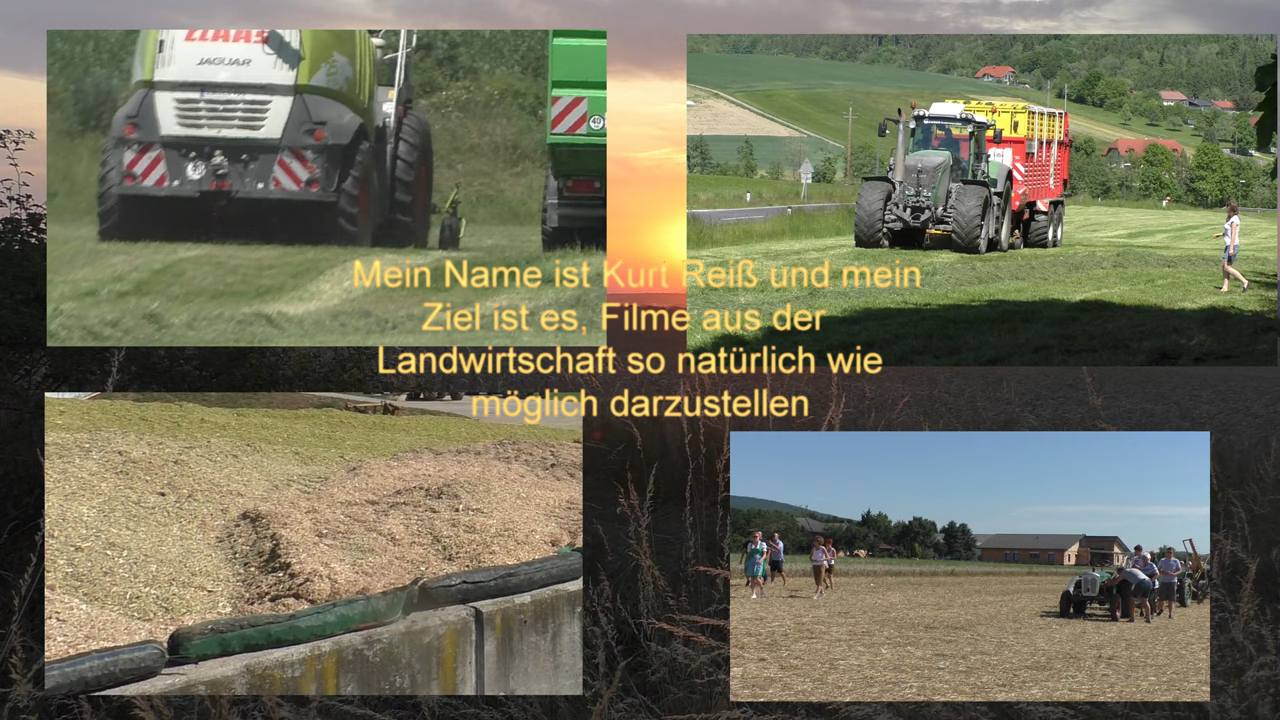 CLAAS
JAGUAR
40
Mein Name ist Kurt Reiß und mein
Ziel ist es, Filme aus der
Landwirtschaft so natürlich wie
möglich darzustellen